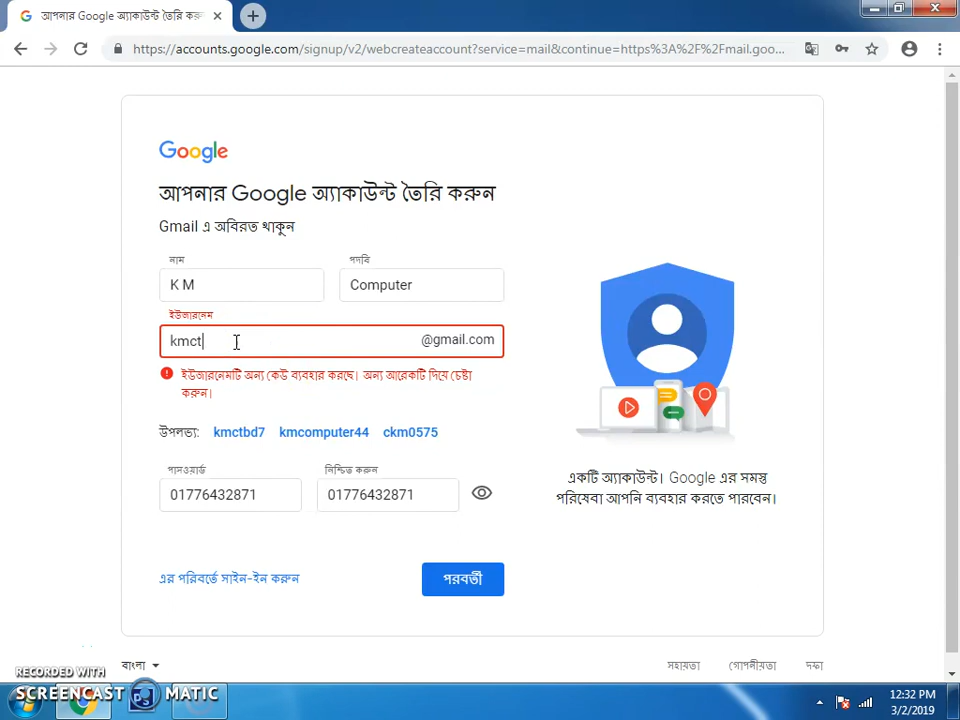 আপনার Google অ্যাকাউন্ট তৈরি করু
https://accounts.google.com/signup/v2/webcreateaccount?service=mail&continue=https%3A%2F%2Fmail.goo...
Google
আপনার Google অ্যাকাউন্ট তৈরি করুন
Gmail এ অবিরত থাকুন
নাম
পদবি
K M
Computer
ইউজারনেম
kmct
@gmail.com
ইউজারনেমটি অন্য কেউ ব্যবহার করছে। অন্য আরেকটি দিয়ে চেষ্টা
করুন।
উপলভ্য: kmctbd7 kmcomputer44 ckm0575
পাসওয়ার্ড
নিশ্চিত করুন
01776432871
01776432871
একটি অ্যাকাউন্ট। Google এর সমস্ত
পরিষেবা আপনি ব্যবহার করতে পারবেন।
এর পরিবর্তে সাইন-ইন করুন
পরবর্তী
বাংলা
সহায়তা
গোপনীয়তা
দফা
RECORDED WITH
SCREENCAST MATIC
12:32 PM
3/2/2019